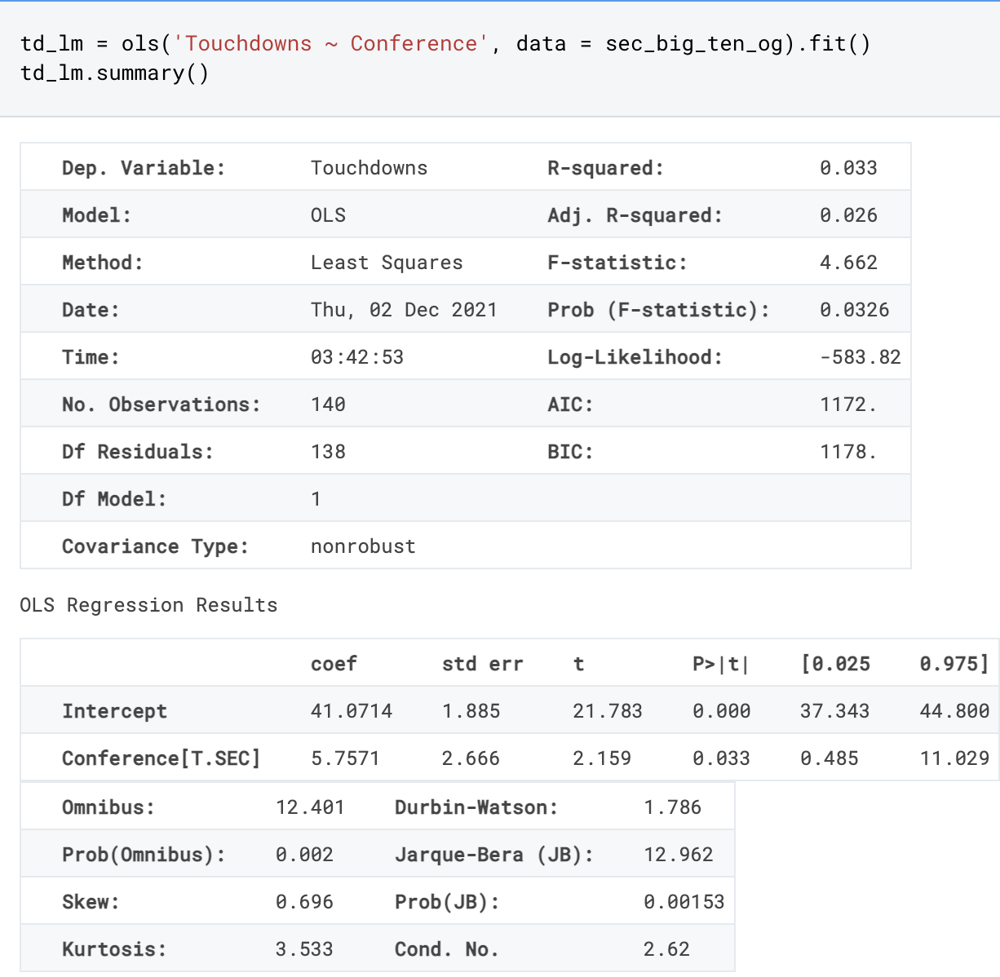 td_lm = ols('Touchdowns ~ Conference', data = sec_big_ten_og).fit()
td_lm.summary()
Dep. Variable: Touchdowns R-squared: 0.033
Model: OLS Adj. R-squared: 0.026
Method: Least Squares F-statistic: 4.662
Date: Thu, 02 Dec 2021 Prob (F-statistic): 0.0326
Time: 03:42:53 Log-Likelihood: -583.82
No. Observations: 140 AIC: 1172.
Df Residuals: 138 BIC: 1178.
Df Model: 1
Covariance Type: nonrobust
OLS Regression Results
coef std err t P>|t| [0.025 0.975]
Intercept 41.0714 1.885 21.783 0.000 37.343 44.800
Conference[T.SEC] 5.7571 2.666 2.159 0.033 0.485 11.029
Omnibus: 12.401 Durbin-Watson: 1.786
Prob(Omnibus): 0.002 Jarque-Bera (JB): 12.962
Skew: 0.696 Prob(JB): 0.00153
Kurtosis: 3.533 Cond. No. 2.62